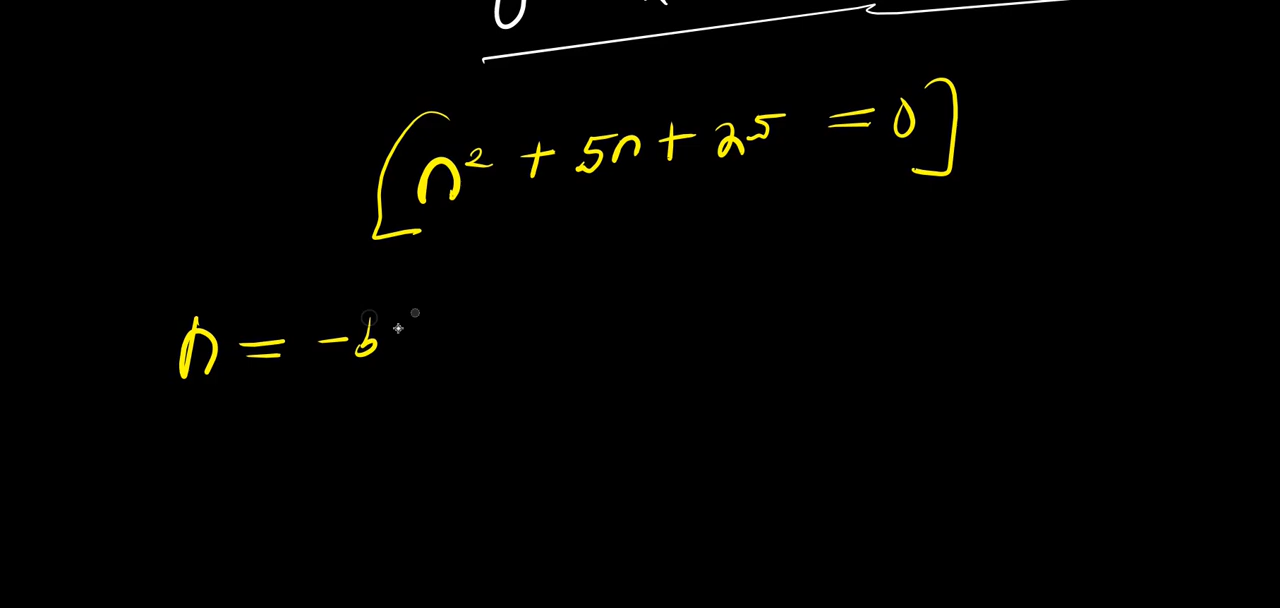 [n² + 5n + 25 = 0]
n = -b